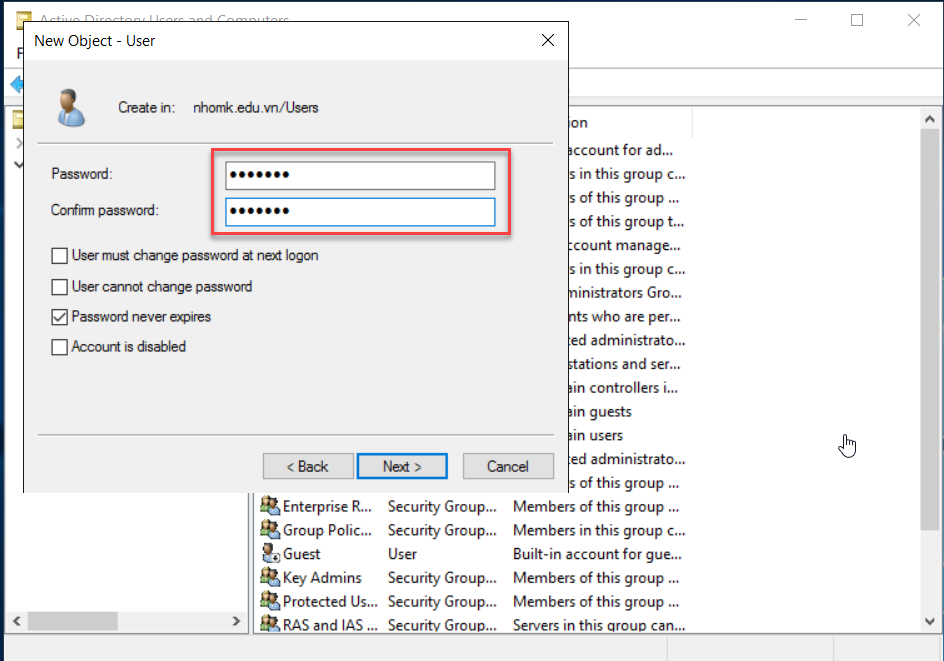 Active Directory Users and Computers
New Object - User
F
Create in: nhomk.edu.vn/Users
Password: •••••••
Confirm password: •••••••
User must change password at next logon
User cannot change password
Password never expires
Account is disabled
< Back Next > Cancel
ion
account for ad...
s in this group c...
s of this group ...
s of this group t...
ccount manage...
s in this group c...
ministrators Gro...
nts who are per...
ted administrato...
stations and ser...
ain controllers i...
ain guests
ain users
ted administrato...
s of this group ...
Enterprise R... Security Group... Members of this group ...
Group Polic... Security Group... Members in this group c...
Guest User Built-in account for gue...
Key Admins Security Group... Members of this group ...
Protected Us... Security Group... Members of this group ...
RAS and IAS ... Security Group... Servers in this group can...